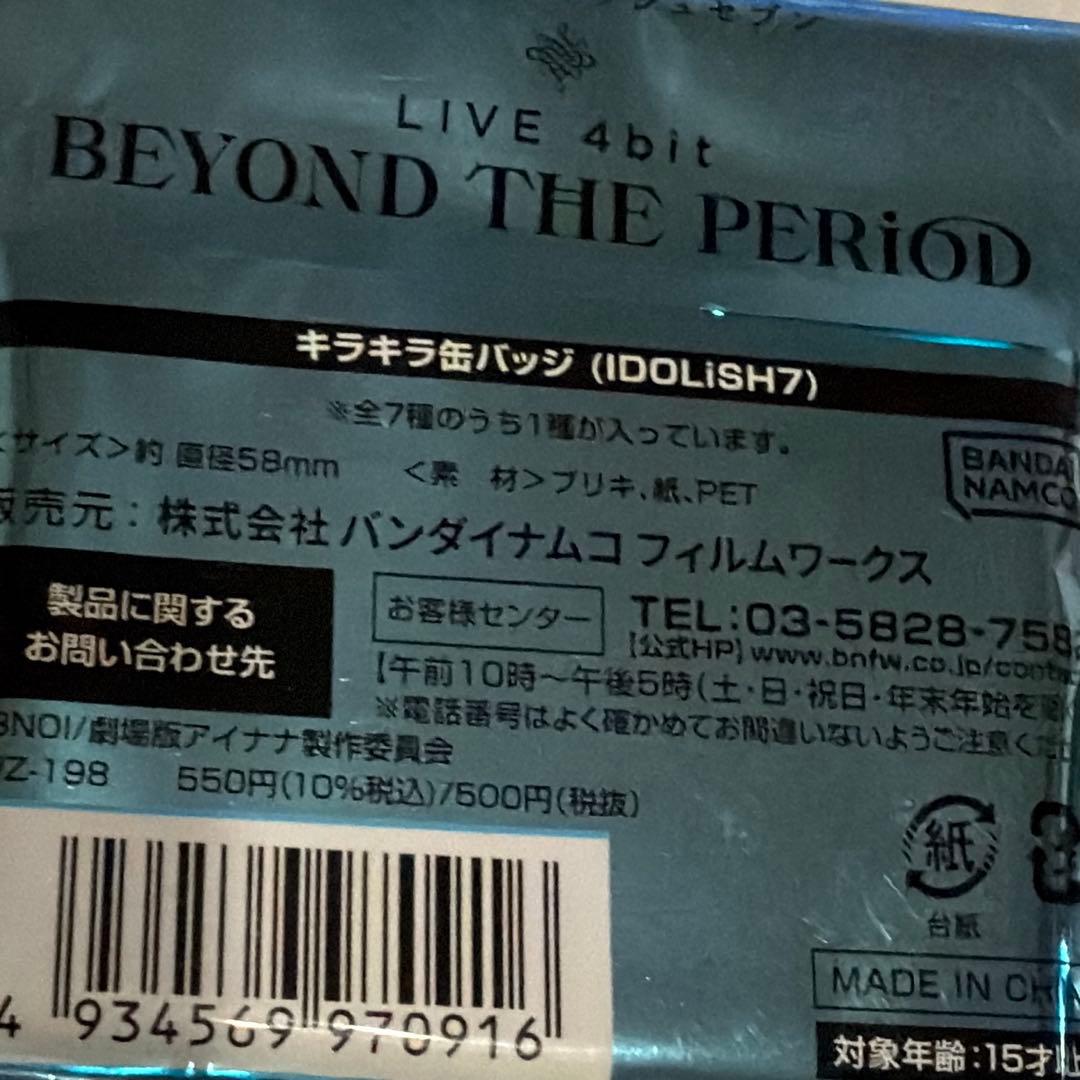 LIVE 4bit
BEYOND THE PERiOD
キラキラ缶バッジ (IDOLiSH7)
※全7種のうち1種が入っています。
<サイズ>約 直径58mm <素 材>ブリキ、紙、PET
BANDAI
NAMCO
販売元:株式会社 バンダイナムコ フィルムワークス
製品に関する
お問い合わせ先
お客様センター
TEL:03-5828-758
【公式HP】www.bnfw.co.jp/cont
【午前10時〜午後5時(土・日・祝日・年末年始を
※電話番号はよく確かめてお間違いないようご注意くだ
BNOI/劇場版アイナナ製作委員会
Z-198 550円(10%税込)/500円(税抜)
紙
台紙
4 934569 970916
MADE IN CH
対象年齢:15才以